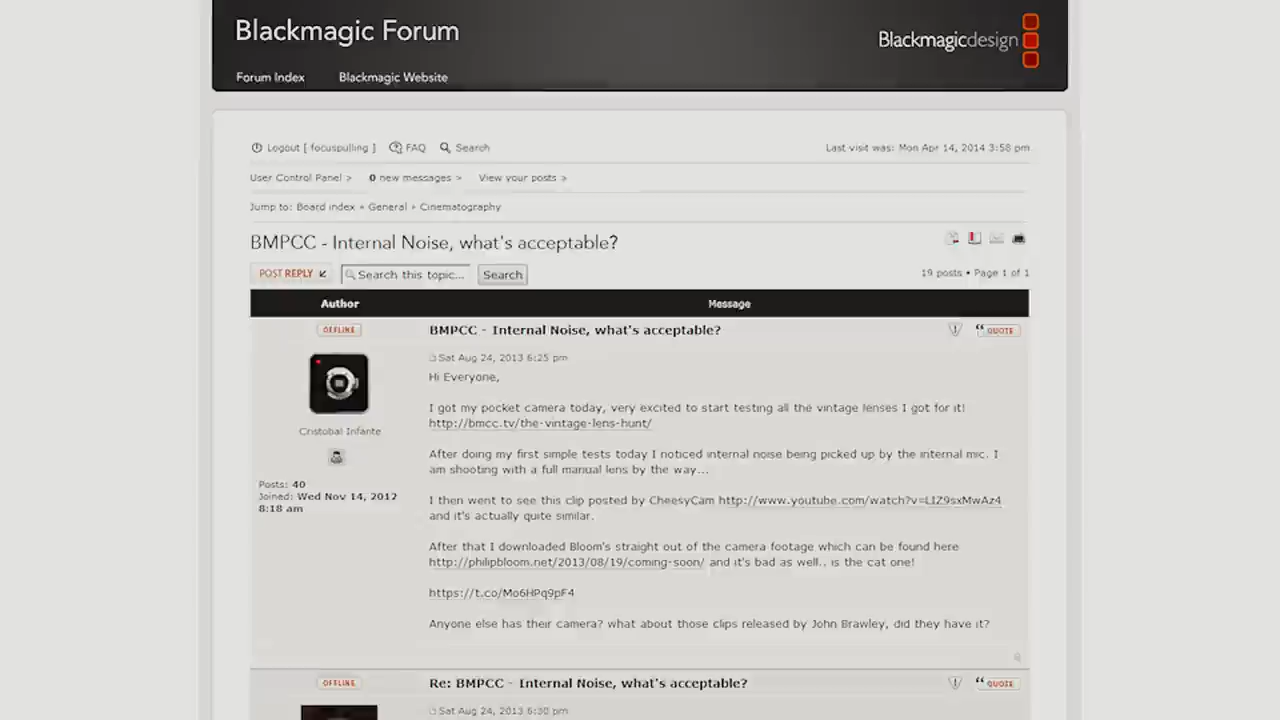 Blackmagic Forum
Blackmagicdesign
Forum Index Blackmagic Website
Logout [ focuspulling ] FAQ Search Last visit was: Mon Apr 14, 2014 3:58 pm
User Control Panel > 0 new messages > View your posts >
Jump to: Board index » General » Cinematography
BMPCC - Internal Noise, what's acceptable?
POST REPLY Search this topic... Search 19 posts • Page 1 of 1
Author Message
OFFLINE BMPCC - Internal Noise, what's acceptable? QUOTE
Sat Aug 24, 2013 6:25 pm
Hi Everyone,
I got my pocket camera today, very excited to start testing all the vintage lenses I got for it!
http://bmcc.tv/the-vintage-lens-hunt/
Cristobal Infante
After doing my first simple tests today I noticed internal noise being picked up by the internal mic. I
am shooting with a full manual lens by the way...
Posts: 40
Joined: Wed Nov 14, 2012
8:18 am
I then went to see this clip posted by CheesyCam http://www.youtube.com/watch?v=LIZ9sxMwAz4
and it's actually quite similar.
After that I downloaded Bloom's straight out of the camera footage which can be found here
http://philipbloom.net/2013/08/19/coming-soon/ and it's bad as well.. is the cat one!
https://t.co/Mo6HPq9pF4
Anyone else has their camera? what about those clips released by John Brawley, did they have it?
OFFLINE Re: BMPCC - Internal Noise, what's acceptable? QUOTE
Sat Aug 24, 2013 6:30 pm